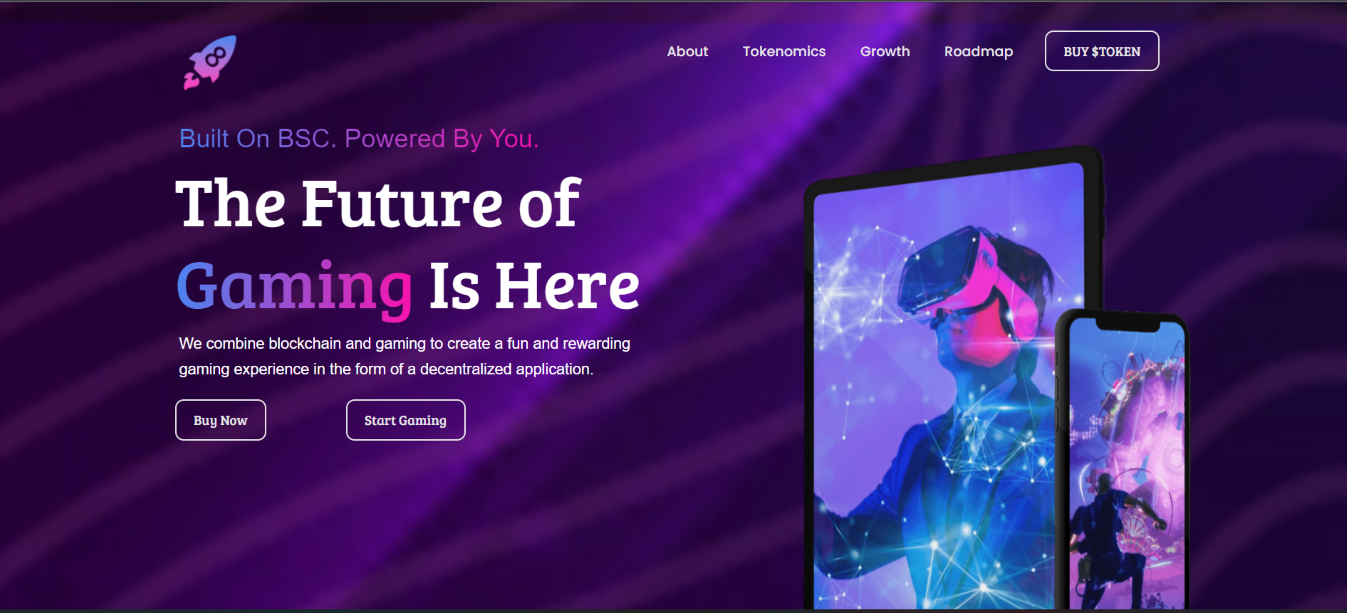 8
About Tokenomics Growth Roadmap BUY $TOKEN
Built On BSC. Powered By You.
The Future of
Gaming Is Here
We combine blockchain and gaming to create a fun and rewarding
gaming experience in the form of a decentralized application.
Buy Now Start Gaming